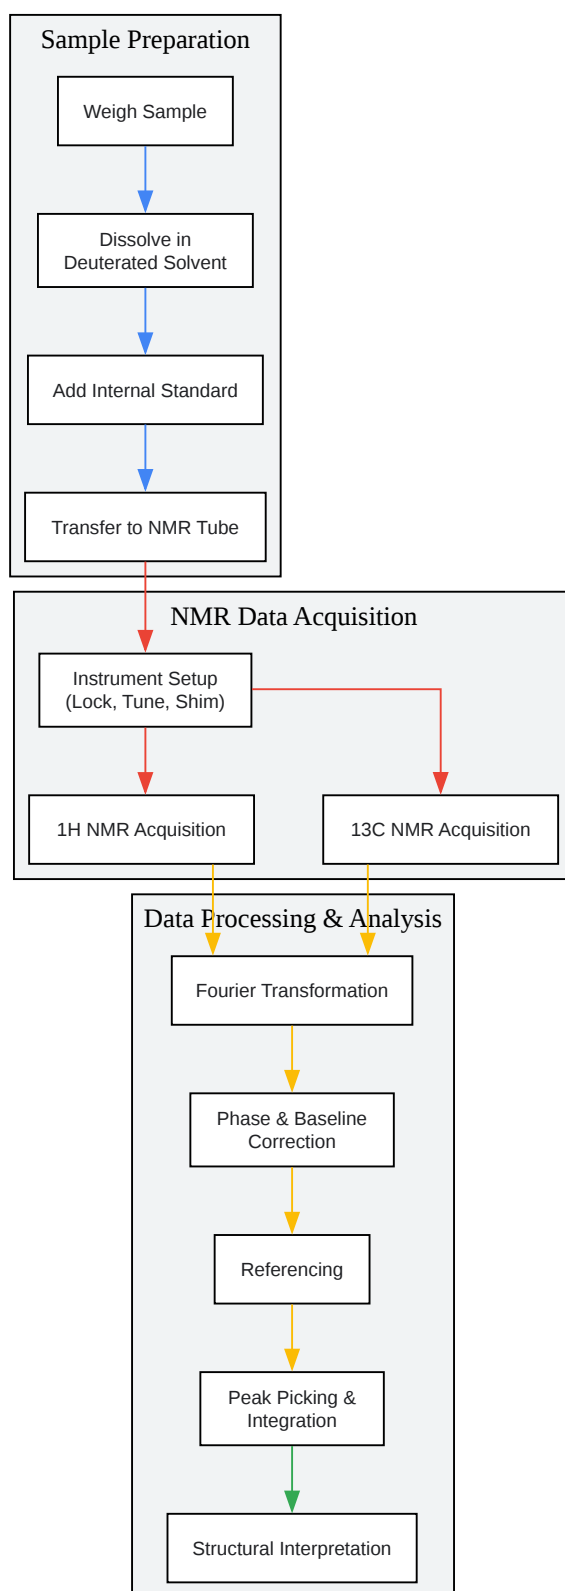 Sample Preparation
Weigh Sample
Dissolve in
Deuterated Solvent
Add Internal Standard
Transfer to NMR Tube
NMR Data Acquisition
Instrument Setup
(Lock, Tune, Shim)
1H NMR Acquisition
13C NMR Acquisition
Data Processing & Analysis
Fourier Transformation
Phase & Baseline
Correction
Referencing
Peak Picking &
Integration
Structural Interpretation